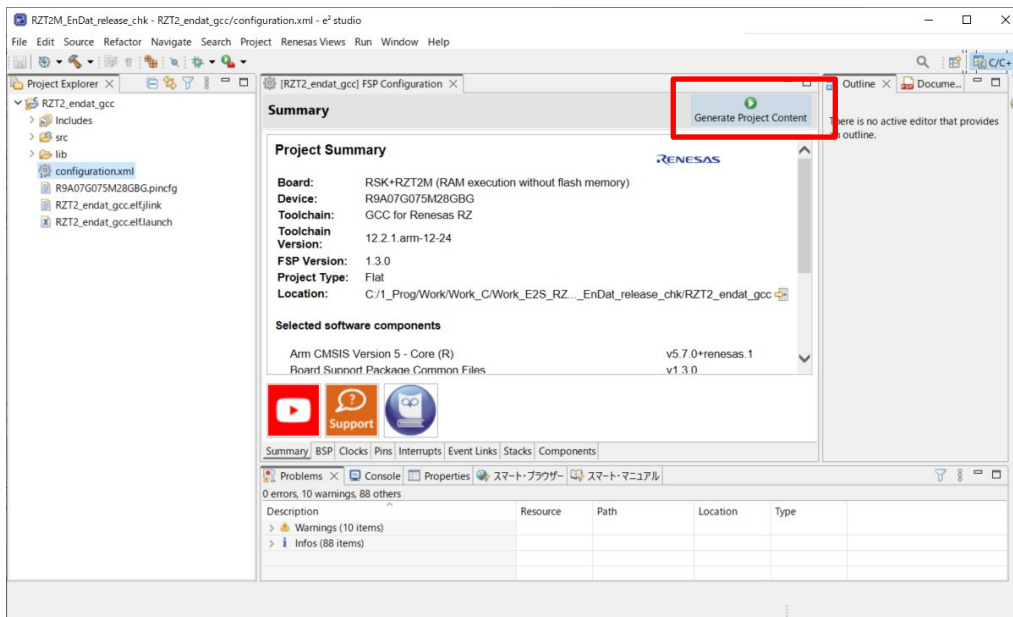 RZT2M_EnDat_release_chk - RZT2_endat_gcc/configuration.xml - e² studio
File Edit Source Refactor Navigate Search Project Renesas Views Run Window Help
C/C+
Project Explorer
[RZT2_endat_gcc] FSP Configuration
Outline
Docume...
RZT2_endat_gcc
Includes
src
lib
configuration.xml
R9A07G075M28GBG.pincfg
RZT2_endat_gcc.elf.jlink
RZT2_endat_gcc.elf.launch
Summary
Generate Project Content
There is no active editor that provides
an outline.
Project Summary
RENESAS
Board: RSK+RZT2M (RAM execution without flash memory)
Device: R9A07G075M28GBG
Toolchain: GCC for Renesas RZ
Toolchain
Version: 12.2.1.arm-12-24
FSP Version: 1.3.0
Project Type: Flat
Location: C:/1_Prog/Work/Work_C/Work_E2S_RZ..._EnDat_release_chk/RZT2_endat_gcc
Selected software components
Arm CMSIS Version 5 - Core (R) v5.7.0+renesas.1
Board Support Package Common Files v1.3.0
?
Support
Summary BSP Clocks Pins Interrupts Event Links Stacks Components
Problems Console Properties スマート・ブラウザー スマート・マニュアル
0 errors, 10 warnings, 88 others
Description Resource Path Location Type
Warnings (10 items)
Infos (88 items)